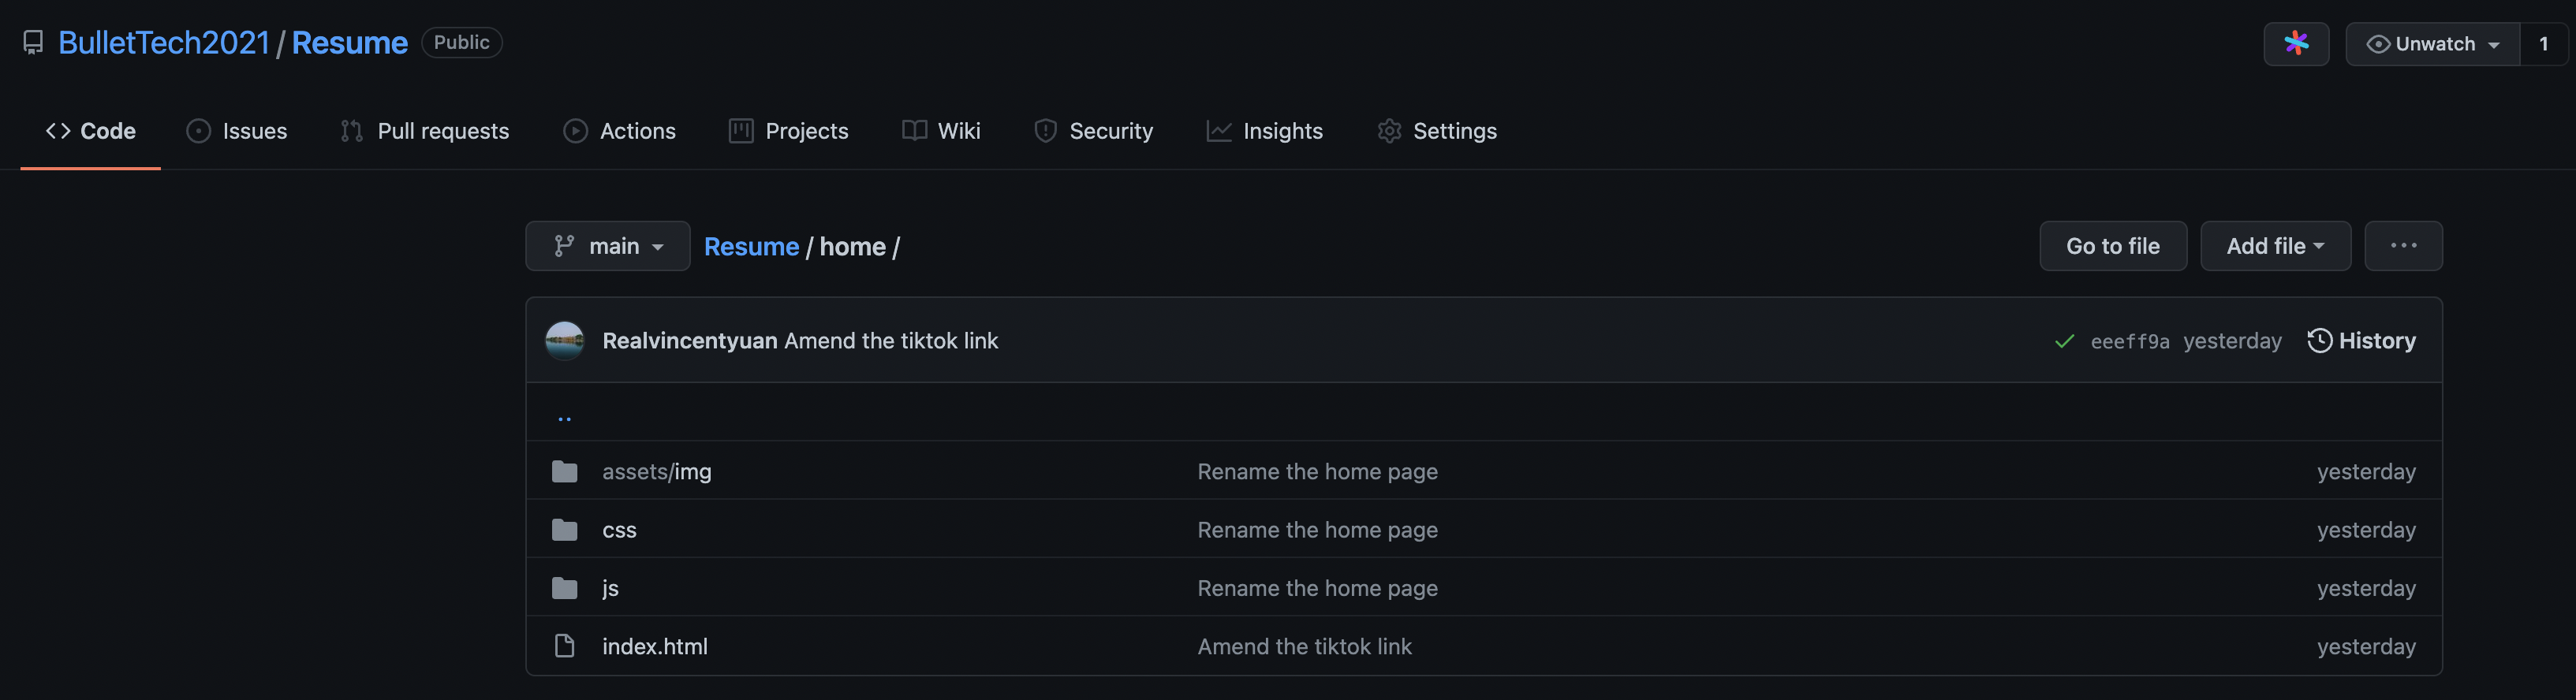 BulletTech2021 / Resume Public Unwatch 1
Code Issues Pull requests Actions Projects Wiki Security Insights Settings
main Resume / home / Go to file Add file ...
Realvincentyuan Amend the tiktok link eeeff9a yesterday History
..
assets/img Rename the home page yesterday
css Rename the home page yesterday
js Rename the home page yesterday
index.html Amend the tiktok link yesterday